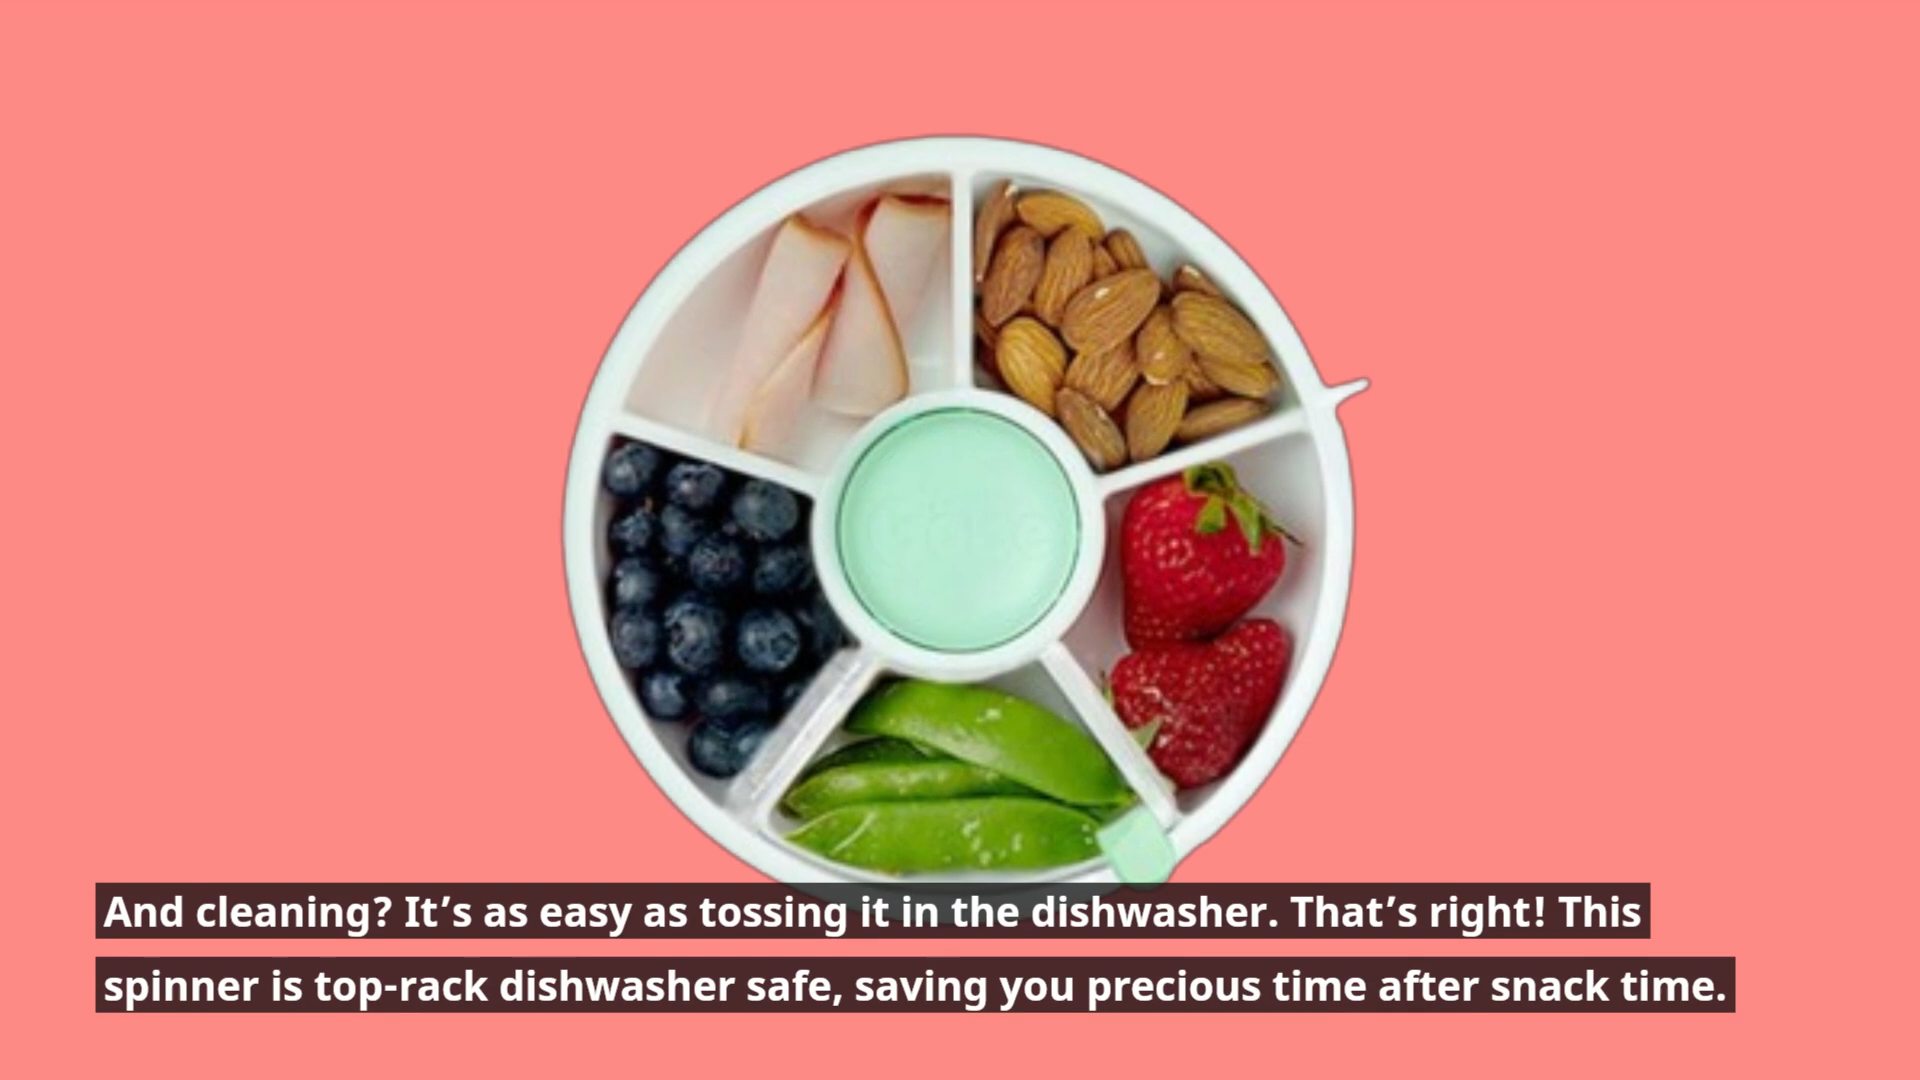 And cleaning? It’s as easy as tossing it in the dishwasher. That’s right! This
spinner is top-rack dishwasher safe, saving you precious time after snack time.